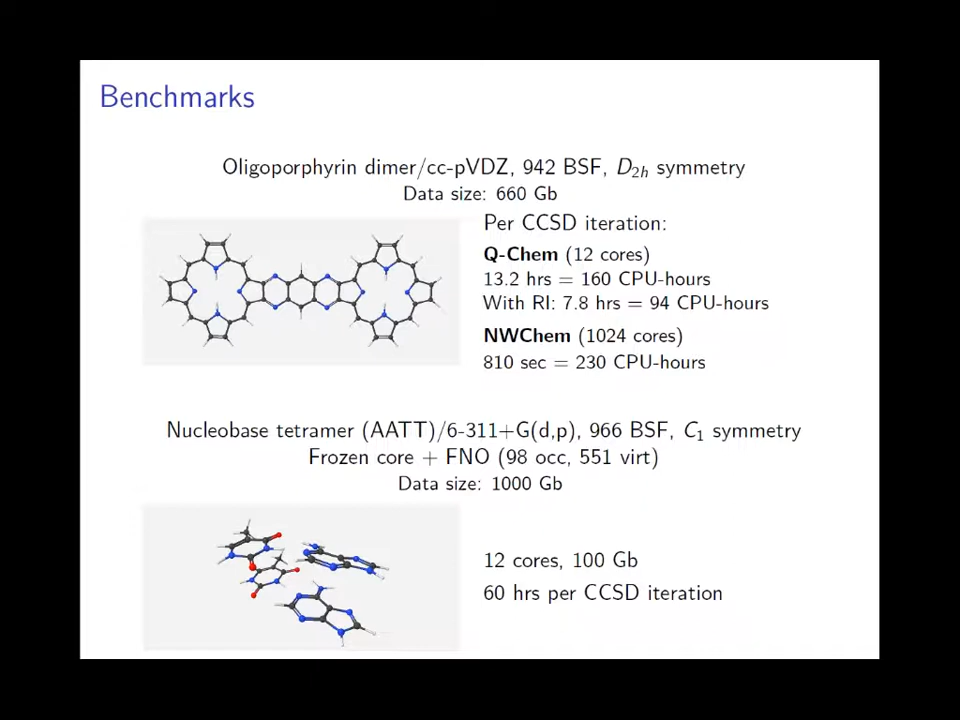 Benchmarks
Oligoporphyrin dimer/cc-pVDZ, 942 BSF, D₂ₕ symmetry
Data size: 660 Gb
Per CCSD iteration:
Q-Chem (12 cores)
13.2 hrs = 160 CPU-hours
With RI: 7.8 hrs = 94 CPU-hours
NWChem (1024 cores)
810 sec = 230 CPU-hours
Nucleobase tetramer (AATT)/6-311+G(d,p), 966 BSF, C₁ symmetry
Frozen core + FNO (98 occ, 551 virt)
Data size: 1000 Gb
12 cores, 100 Gb
60 hrs per CCSD iteration